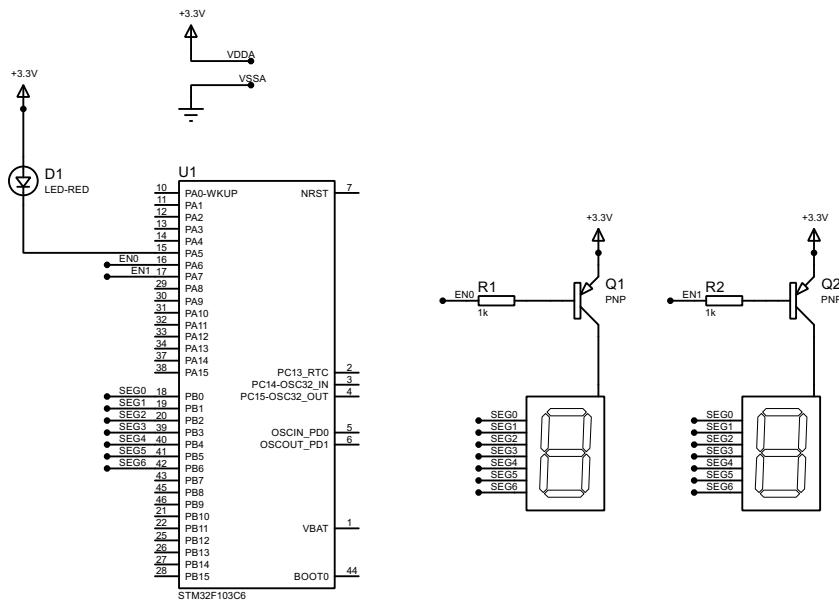 +3.3V
VDDA
VSSA
+3.3V
D1
LED-RED
U1
10 PA0-WKUP NRST 7
11 PA1
12 PA2
13 PA3
14 PA4
15 PA5
EN0 16 PA6
EN1 17 PA7
29 PA8
30 PA9
31 PA10
32 PA11
33 PA12
34 PA13
37 PA14
38 PA15
PC13_RTC 2
PC14-OSC32_IN 3
PC15-OSC32_OUT 4
SEG0 18 PB0
SEG1 19 PB1
SEG2 20 PB2
SEG3 39 PB3 OSCIN_PD0 5
SEG4 40 PB4 OSCOUT_PD1 6
SEG5 41 PB5
SEG6 42 PB6
43 PB7
45 PB8
46 PB9
21 PB10
22 PB11 VBAT 1
25 PB12
26 PB13
27 PB14
28 PB15 BOOT0 44
STM32F103C6
+3.3V
EN0
R1
1k
Q1
PNP
SEG0
SEG1
SEG2
SEG3
SEG4
SEG5
SEG6
+3.3V
EN1
R2
1k
Q2
PNP
SEG0
SEG1
SEG2
SEG3
SEG4
SEG5
SEG6